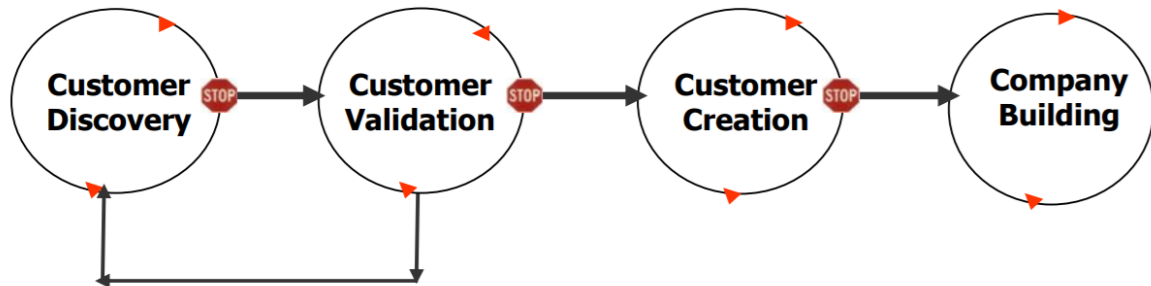 Customer
Discovery
STOP
Customer
Validation
STOP
Customer
Creation
STOP
Company
Building